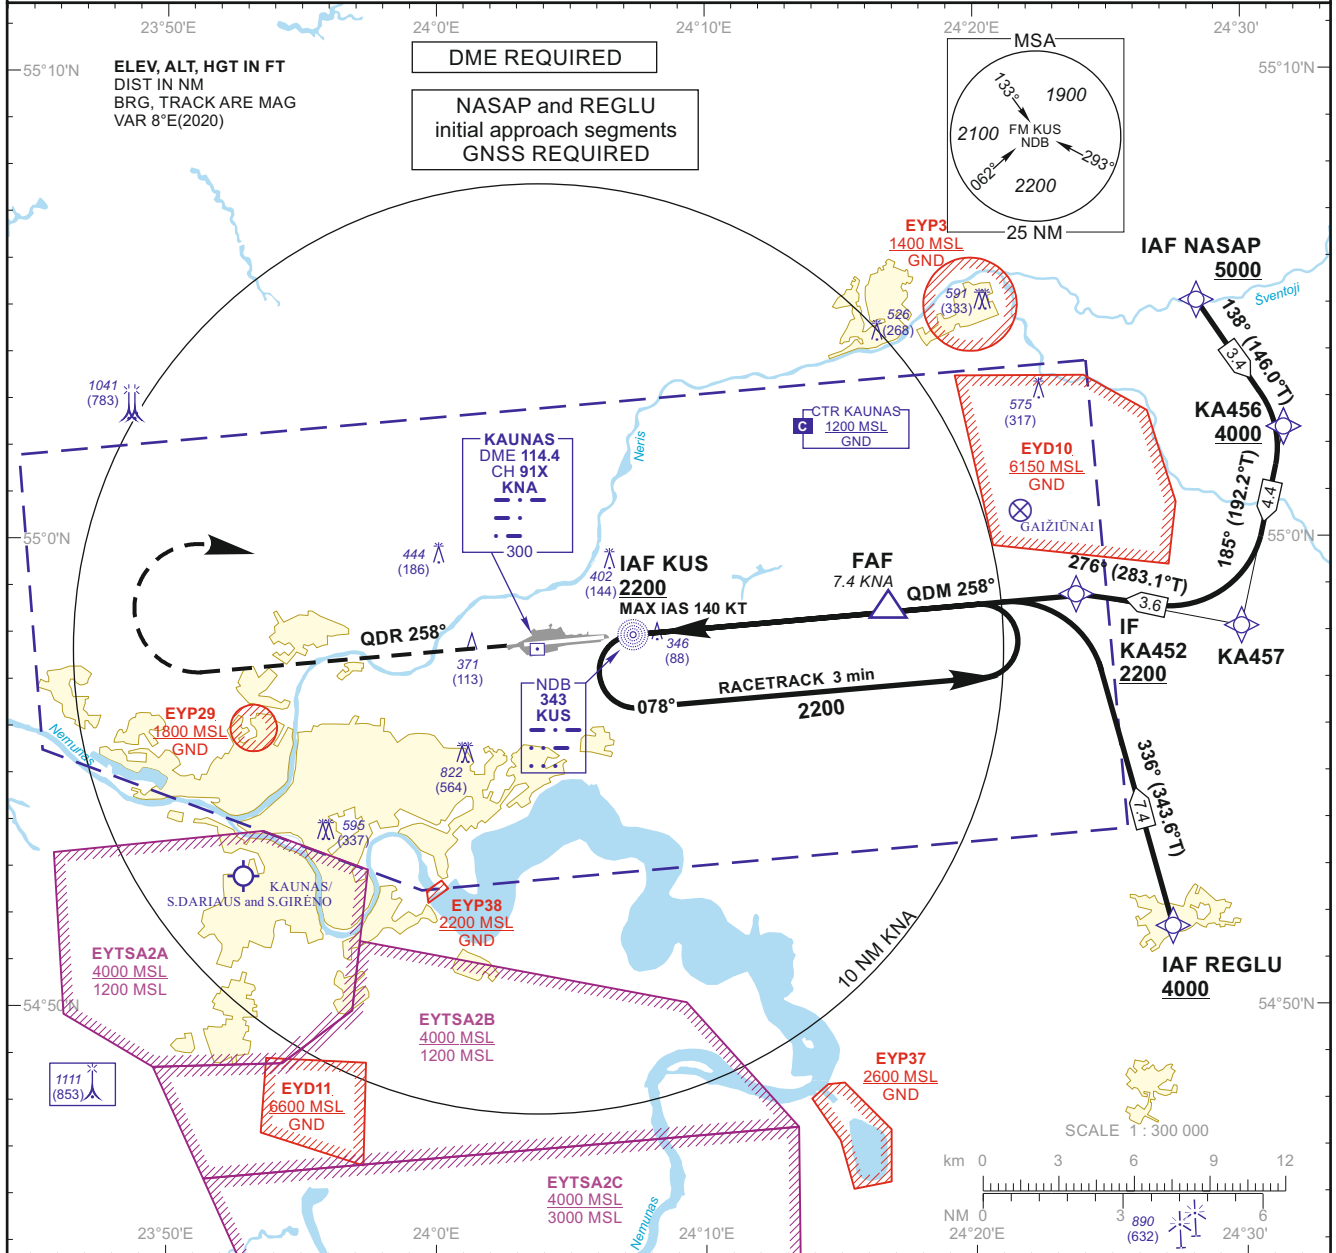 23°50'E
24°0'E
24°10'E
24°20'E
24°30'E
55°10'N
55°10'N
ELEV, ALT, HGT IN FT
DIST IN NM
BRG, TRACK ARE MAG
VAR 8°E(2020)
DME REQUIRED
NASAP and REGLU
initial approach segments
GNSS REQUIRED
MSA
133°
1900
2100
FM KUS
NDB
062°
293°
2200
25 NM
EYP3
1400 MSL
GND
591
(333)
526
(268)
IAF NASAP
5000
Šventoji
138° (146.0°T)
3.4
KA456
4000
185° (192.2°T)
4.4
1041
(783)
Neris
C
CTR KAUNAS
1200 MSL
GND
575
(317)
EYD10
6150 MSL
GND
GAIŽIŪNAI
KAUNAS
DME 114.4
CH 91X
KNA
300
55°0'N
55°0'N
444
(186)
402
(144)
IAF KUS
2200
MAX IAS 140 KT
FAF
7.4 KNA
QDM 258°
276° (283.1°T)
3.6
IF
KA452
2200
KA457
QDR 258°
371
(113)
346
(88)
RACETRACK 3 min
2200
078°
NDB
343
KUS
EYP29
1800 MSL
GND
Nemunas
822
(564)
595
(337)
336° (343.6°T)
7.4
KAUNAS/
S.DARIAUS and S.GIRĖNO
EYP38
2200 MSL
GND
10 NM KNA
IAF REGLU
4000
EYTSA2A
4000 MSL
1200 MSL
54°50'N
54°50'N
EYTSA2B
4000 MSL
1200 MSL
1111
(853)
EYD11
6600 MSL
GND
EYP37
2600 MSL
GND
SCALE 1 : 300 000
km 0 3 6 9 12
NM 0 3 6
EYTSA2C
4000 MSL
3000 MSL
Nemunas
890
(632)
23°50'E
24°0'E
24°10'E
24°20'E
24°30'